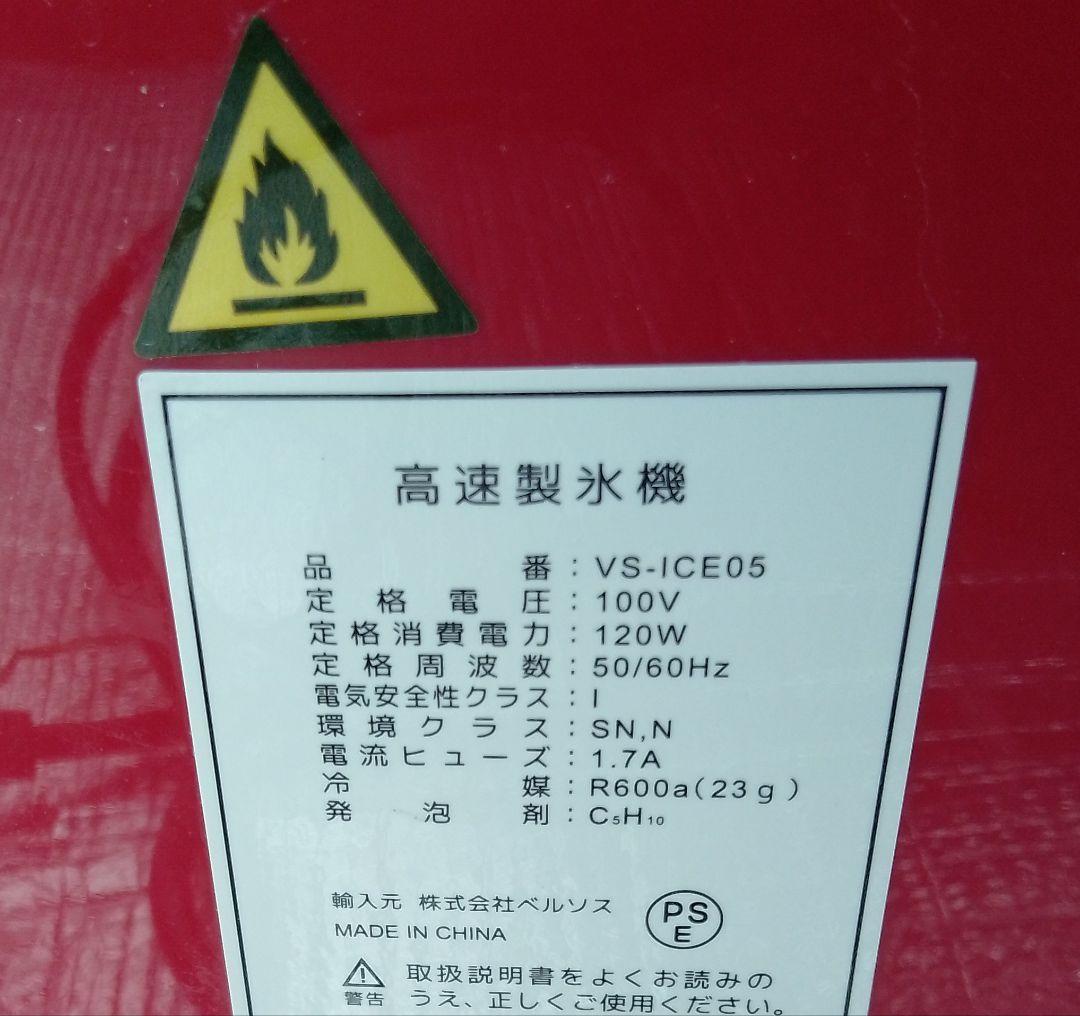 高速製氷機
品番：VS-ICE05
定格電圧：100V
定格消費電力：120W
定格周波数：50/60Hz
電気安全性クラス：I
環境クラス：SN,N
電流ヒューズ：1.7A
冷媒：R600a(23g)
発泡剤：C₅H₁₀
輸入元 株式会社ベルソス
MADE IN CHINA
PS
E
警告
取扱説明書をよくお読みの
うえ、正しくご使用ください。